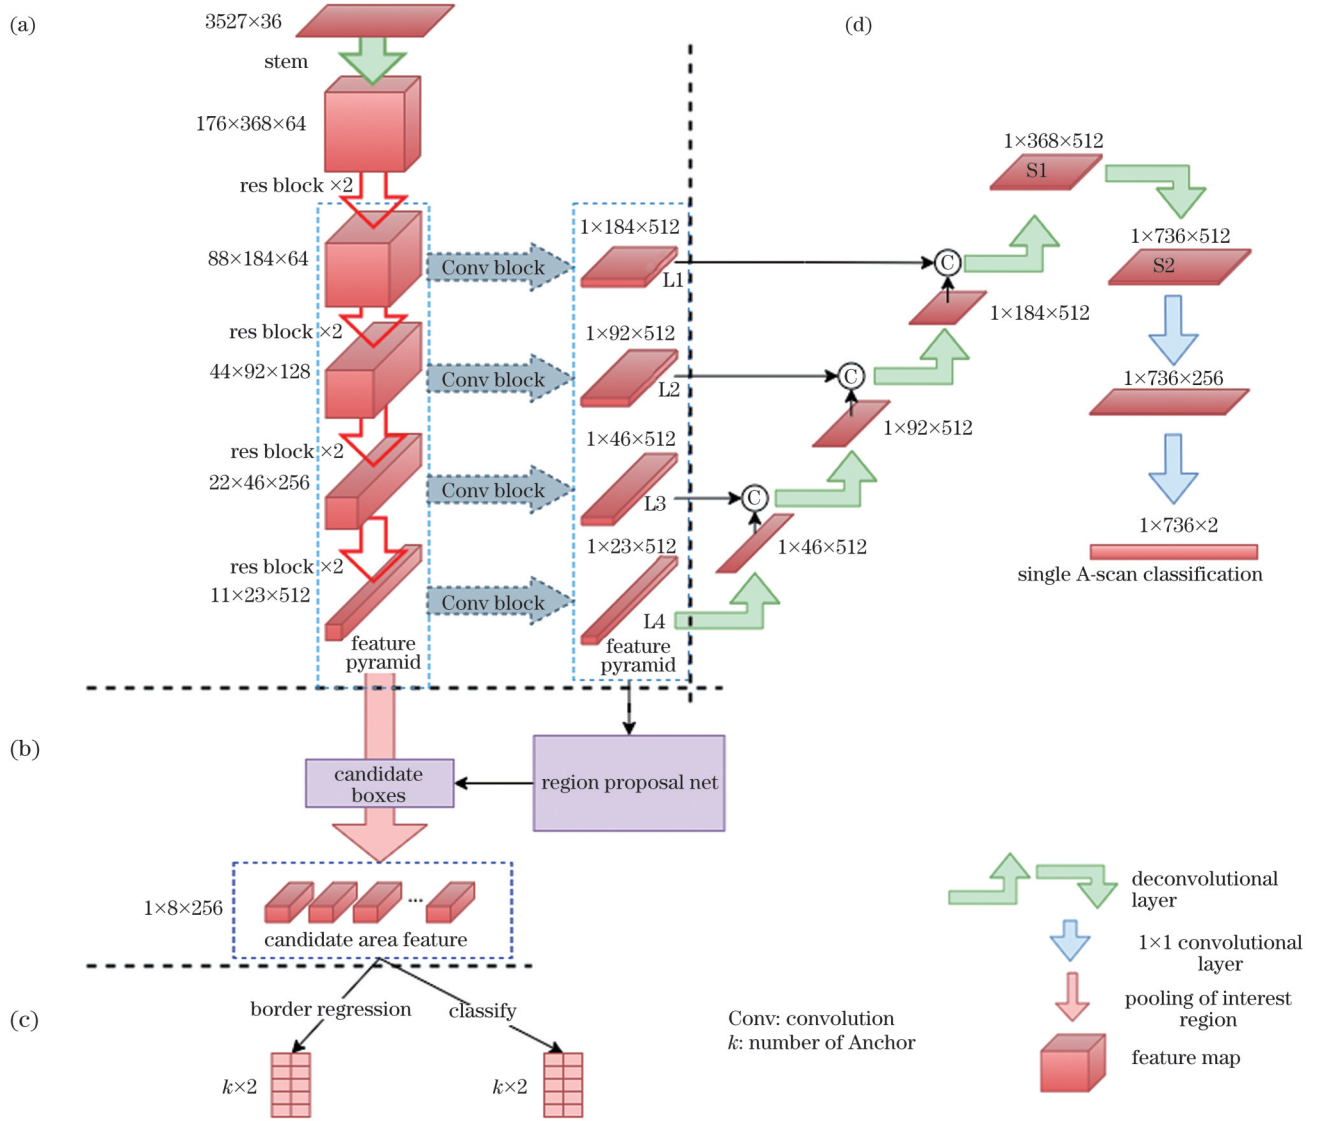 (a)
3527×36
stem
176×368×64
res block ×2
88×184×64
res block ×2
44×92×128
res block ×2
22×46×256
res block ×2
11×23×512
feature
pyramid
Conv block
Conv block
Conv block
Conv block
1×184×512
L1
1×92×512
L2
1×46×512
L3
1×23×512
L4
feature
pyramid
(d)
C
C
C
1×46×512
1×92×512
1×184×512
1×368×512
S1
1×736×512
S2
1×736×256
1×736×2
single A-scan classification
(b)
candidate
boxes
region proposal net
1×8×256
...
candidate area feature
(c)
border regression
classify
k×2
k×2
Conv: convolution
k: number of Anchor
deconvolutional
layer
1×1 convolutional
layer
pooling of interest
region
feature map